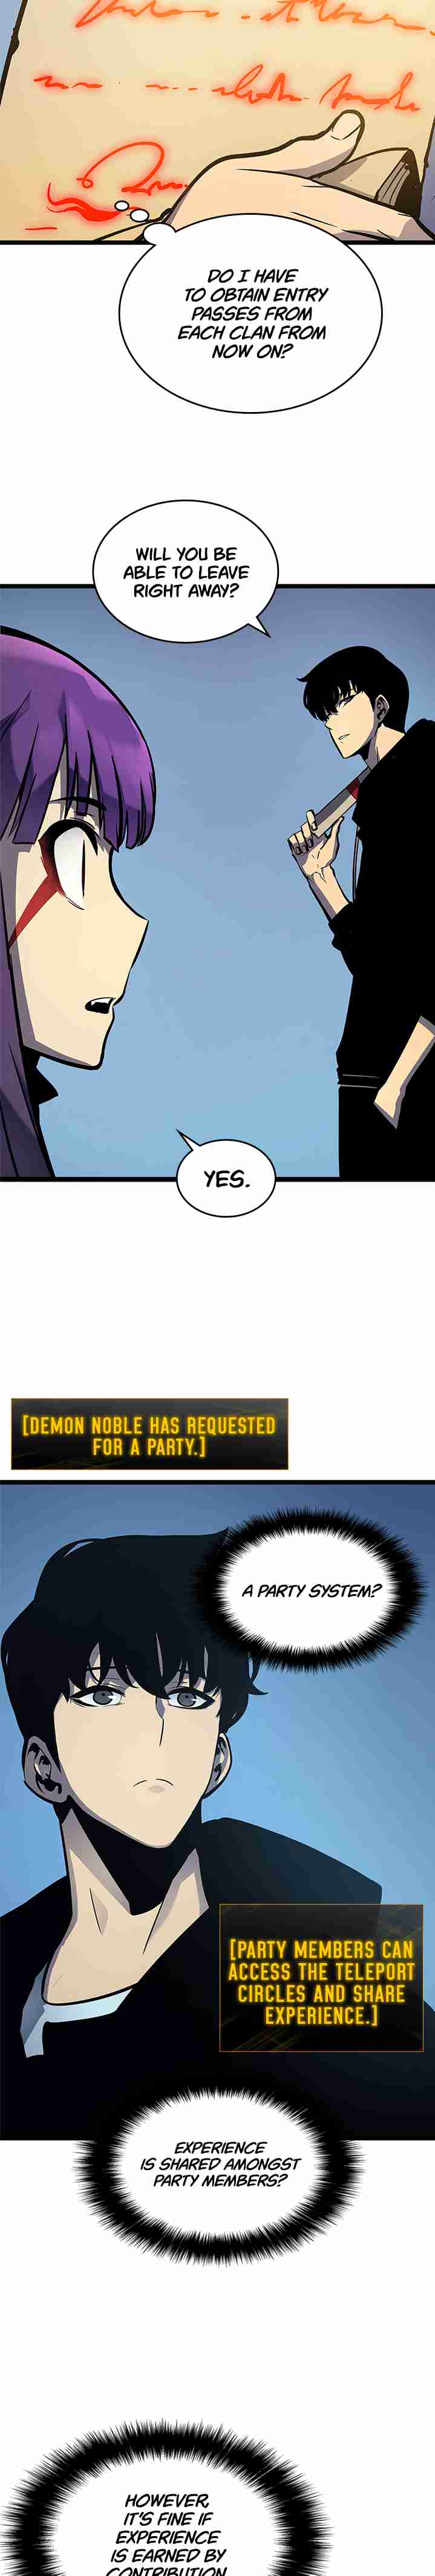 DO I HAVE
TO OBTAIN ENTRY
PASSES FROM
EACH CLAN FROM
NOW ON?
WILL YOU BE
ABLE TO LEAVE
RIGHT AWAY?
YES.
[DEMON NOBLE HAS REQUESTED
FOR A PARTY.]
A PARTY SYSTEM?
[PARTY MEMBERS CAN
ACCESS THE TELEPORT
CIRCLES AND SHARE
EXPERIENCE.]
EXPERIENCE
IS SHARED AMONGST
PARTY MEMBERS?
HOWEVER,
IT'S FINE IF
EXPERIENCE
IS EARNED BY
CONTRIBUTION